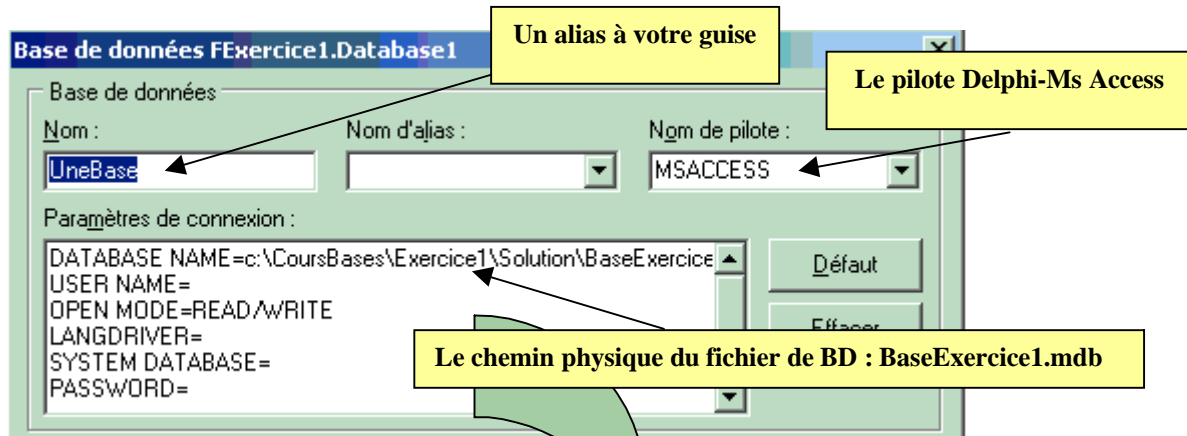 Un alias à votre guise
Base de données FExercice1.Database1
Le pilote Delphi-Ms Access
Base de données
Nom :
Nom d'alias :
Nom de pilote :
UneBase
MSACCESS
Paramètres de connexion :
DATABASE NAME=c:\CoursBases\Exercice1\Solution\BaseExercice
USER NAME=
OPEN MODE=READ/WRITE
LANGDRIVER=
SYSTEM DATABASE=
PASSWORD=
Défaut
Effacer
Le chemin physique du fichier de BD : BaseExercice1.mdb